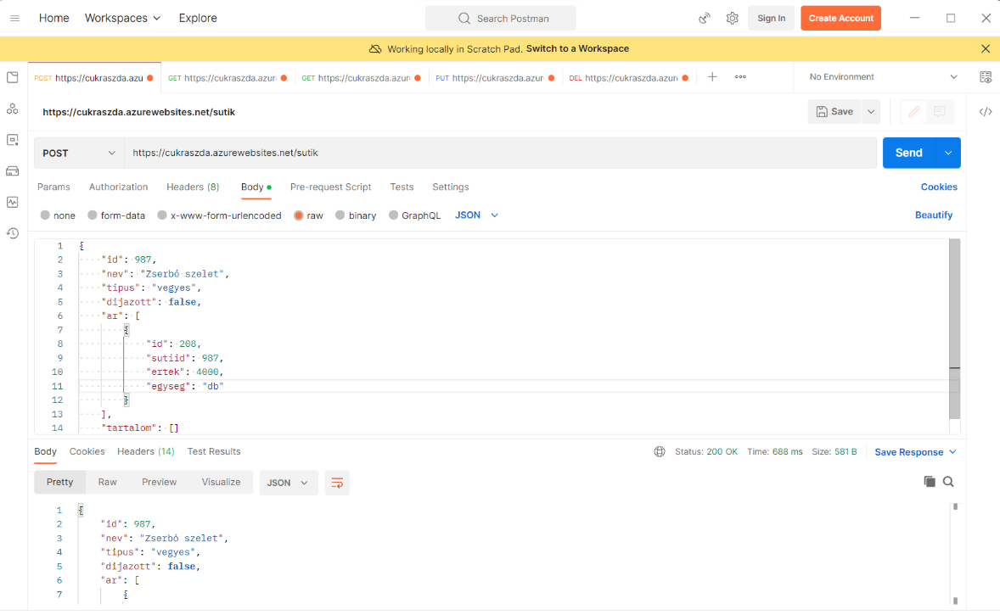 Home Workspaces Explore Search Postman Sign In Create Account
Working locally in Scratch Pad. Switch to a Workspace
POST https://cukraszda.azu GET https://cukraszda.azur GET https://cukraszda.azur PUT https://cukraszda.azur DEL https://cukraszda.azure No Environment
https://cukraszda.azurewebsites.net/sutik Save
POST https://cukraszda.azurewebsites.net/sutik Send
Params Authorization Headers (8) Body Pre-request Script Tests Settings Cookies
none form-data x-www-form-urlencoded raw binary GraphQL JSON Beautify
1 {
2 "id": 987,
3 "nev": "Zserbó szelet",
4 "tipus": "vegyes",
5 "dijazott": false,
6 "ar": [
7 {
8 "id": 208,
9 "sutiid": 987,
10 "ertek": 4000,
11 "egyseg": "db"
12 }
13 ],
14 "tartalom": []
Body Cookies Headers (14) Test Results Status: 200 OK Time: 688 ms Size: 581 B Save Response
Pretty Raw Preview Visualize JSON
1 {
2 "id": 987,
3 "nev": "Zserbó szelet",
4 "tipus": "vegyes",
5 "dijazott": false,
6 "ar": [
7 {